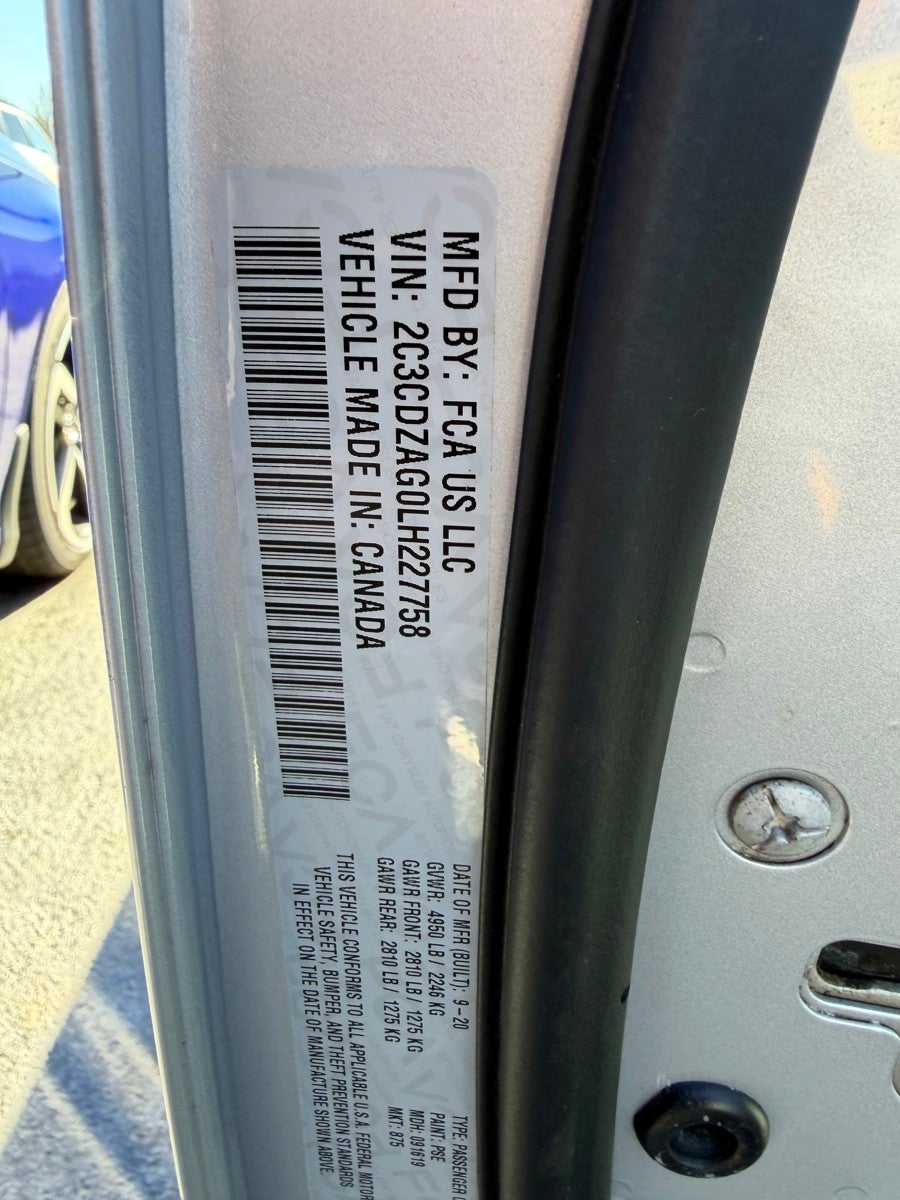 MFD BY: FCA US LLC
VIN: 2C3CDZAG0LH227758
VEHICLE MADE IN: CANADA
DATE OF MFR (BUILT): 9-20
GVWR: 4950 LB / 2246 KG
GAWR FRONT: 2810 LB / 1275 KG
GAWR REAR: 2810 LB / 1275 KG
TYPE: PASSENGER
PAINT: PSE
MDH: 091619
MKT: 875
THIS VEHICLE CONFORMS TO ALL APPLICABLE U.S.A. FEDERAL MOTOR
VEHICLE SAFETY, BUMPER, AND THEFT PREVENTION STANDARDS
IN EFFECT ON THE DATE OF MANUFACTURE SHOWN ABOVE.